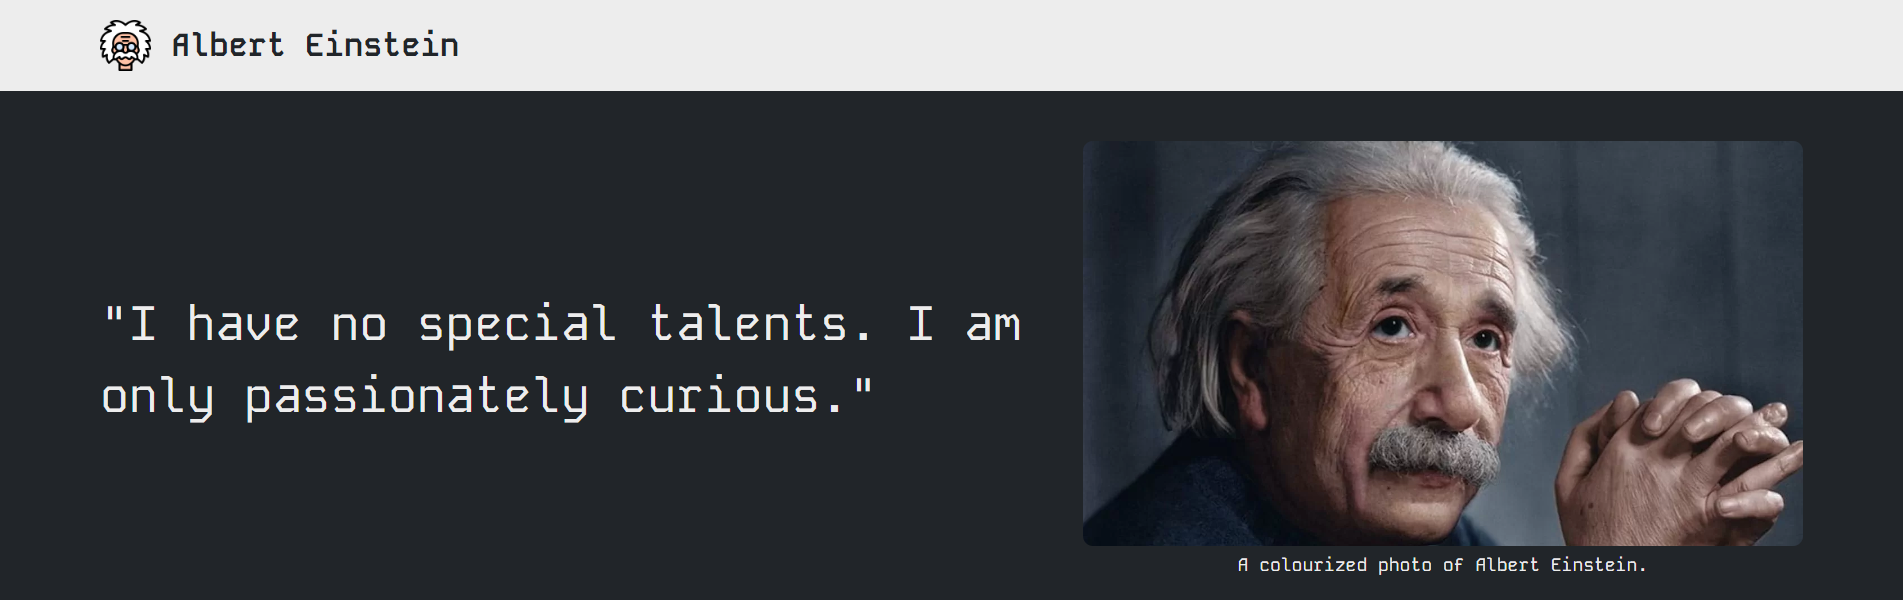 Albert Einstein
"I have no special talents. I am
only passionately curious."
A colourized photo of Albert Einstein.